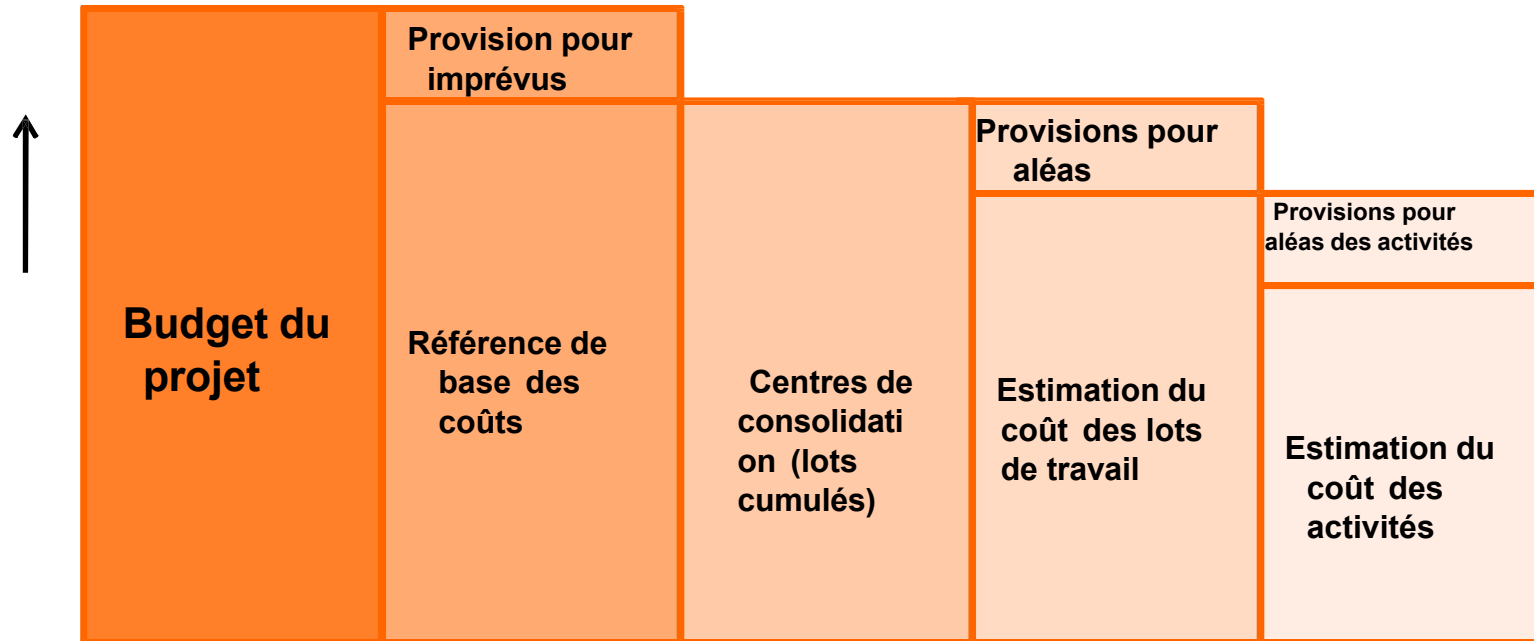 Budget du
projet
Provision pour
imprévus
Référence de
base des
coûts
Centres de
consolidati
on (lots
cumulés)
Provisions pour
aléas
Estimation du
coût des lots
de travail
Provisions pour
aléas des activités
Estimation du
coût des
activités